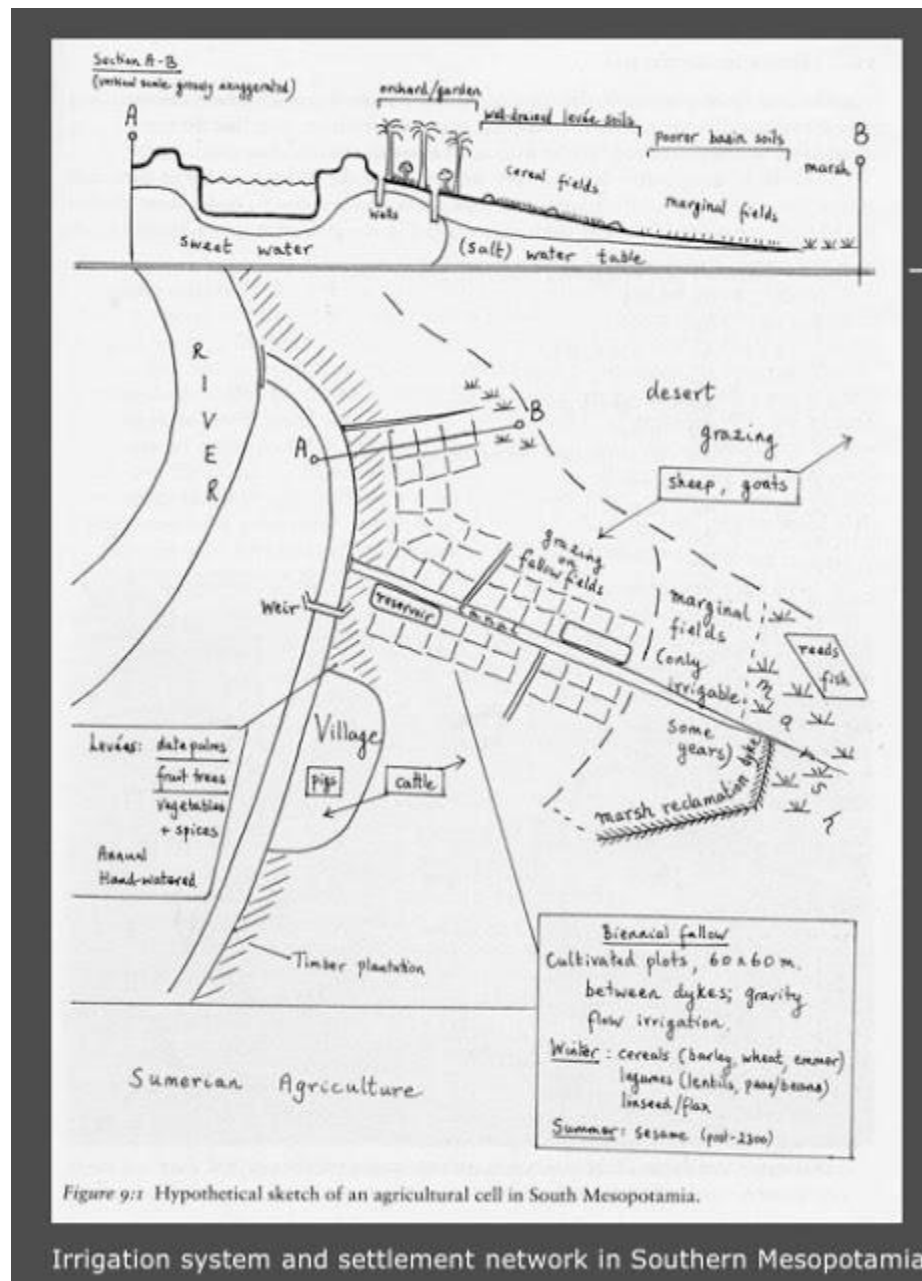 Section A-B
(vertical scale grossly exaggerated)
A
orchard/garden
well-drained levée soils
poorer basin soils
B
marsh
cereal fields
marginal fields
Wells
sweet water
(salt) water table
RIVER
desert
grazing
sheep, goats
A
B
grazing
on
fallow fields
reservoir
canal
Weir
marginal
fields
(only
irrigable
some
years)
reeds
fish
marsh reclamation dyke
Village
pigs
cattle
Levées: date palms
fruit trees
vegetables
+ spices
Annual
Hand-watered
Timber plantation
Biennial fallow
Cultivated plots, 60 x 60 m.
between dykes; gravity
flow irrigation.
Winter: cereals (barley, wheat, emmer)
legumes (lentils, peas/beans)
linseed/flax
Summer: sesame (post-2300)
Sumerian Agriculture
Figure 9:1 Hypothetical sketch of an agricultural cell in South Mesopotamia.
Irrigation system and settlement network in Southern Mesopotamia